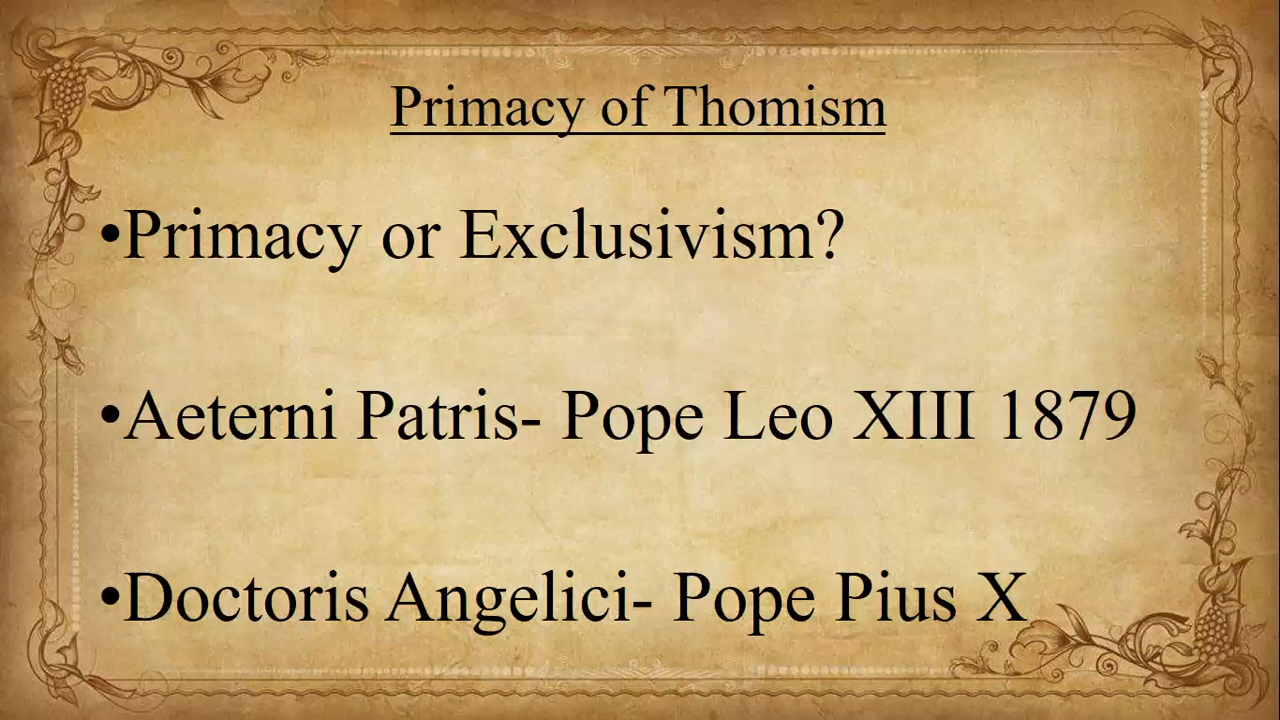 Primacy of Thomism
•Primacy or Exclusivism?
•Aeterni Patris- Pope Leo XIII 1879
•Doctoris Angelici- Pope Pius X